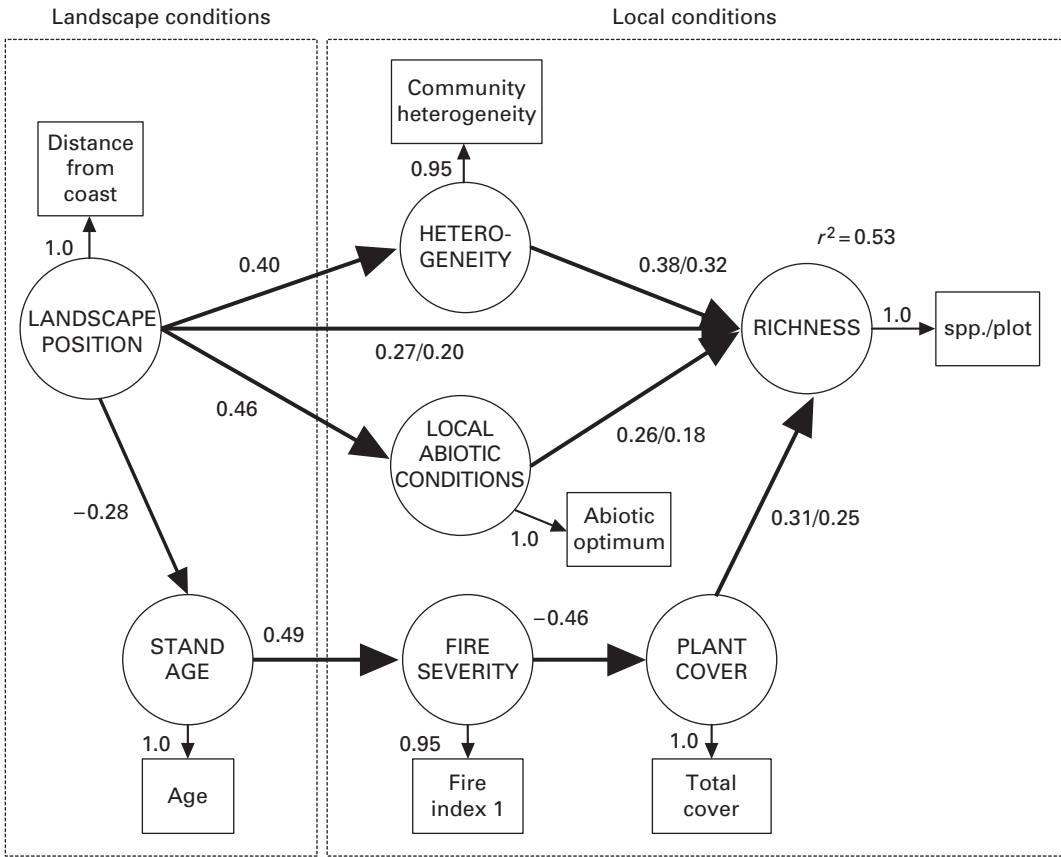 Landscape conditions
Local conditions
Community
heterogeneity
Distance
from
coast
0.95
1.0
HETERO-
GENEITY
r² = 0.53
0.40
0.38/0.32
LANDSCAPE
POSITION
RICHNESS
1.0
spp./plot
0.27/0.20
0.46
LOCAL
ABIOTIC
CONDITIONS
0.26/0.18
–0.28
1.0
Abiotic
optimum
0.31/0.25
STAND
AGE
0.49
FIRE
SEVERITY
–0.46
PLANT
COVER
1.0
0.95
1.0
Age
Fire
index 1
Total
cover